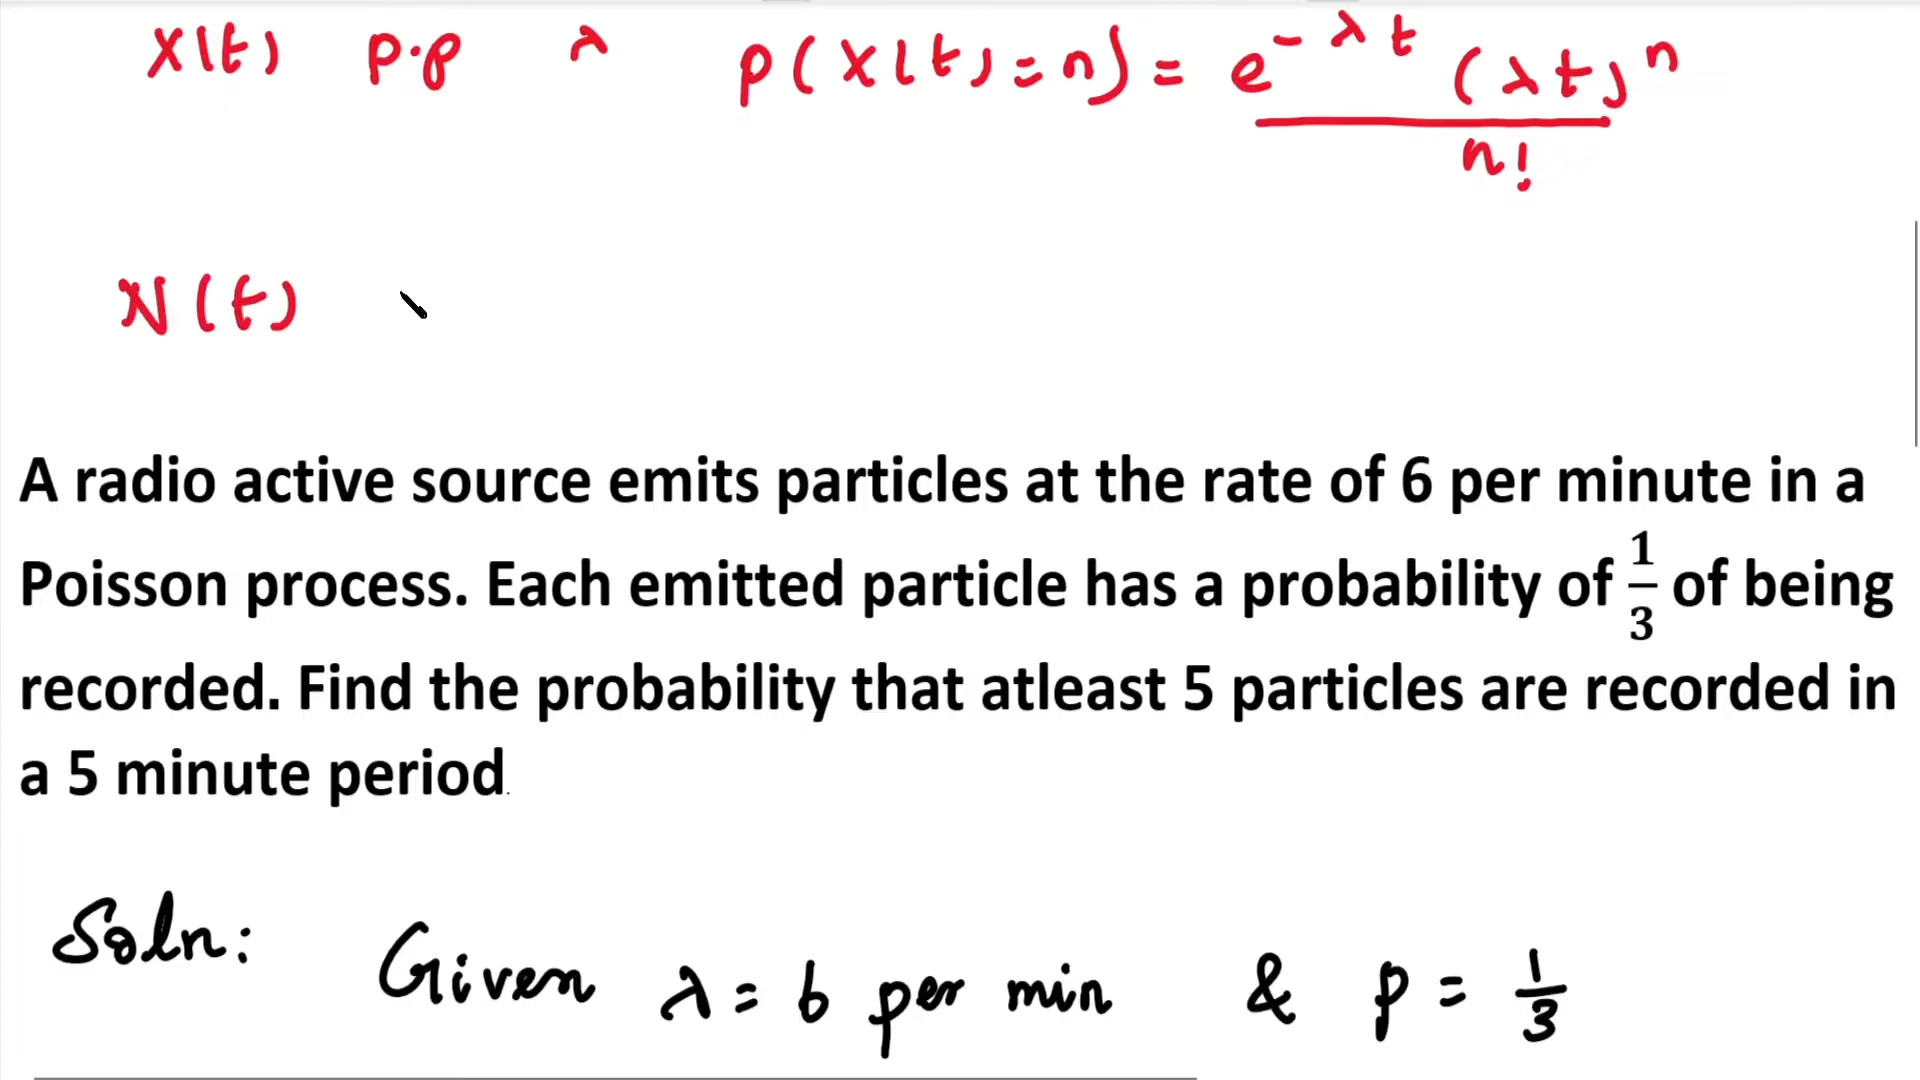 X(t) p.p λ P(X(t)=n) = e^{-λt} (λt)^n / n!
N(t)
A radio active source emits particles at the rate of 6 per minute in a
Poisson process. Each emitted particle has a probability of 1/3 of being
recorded. Find the probability that atleast 5 particles are recorded in
a 5 minute period.
Soln: Given λ = 6 per min & p = 1/3